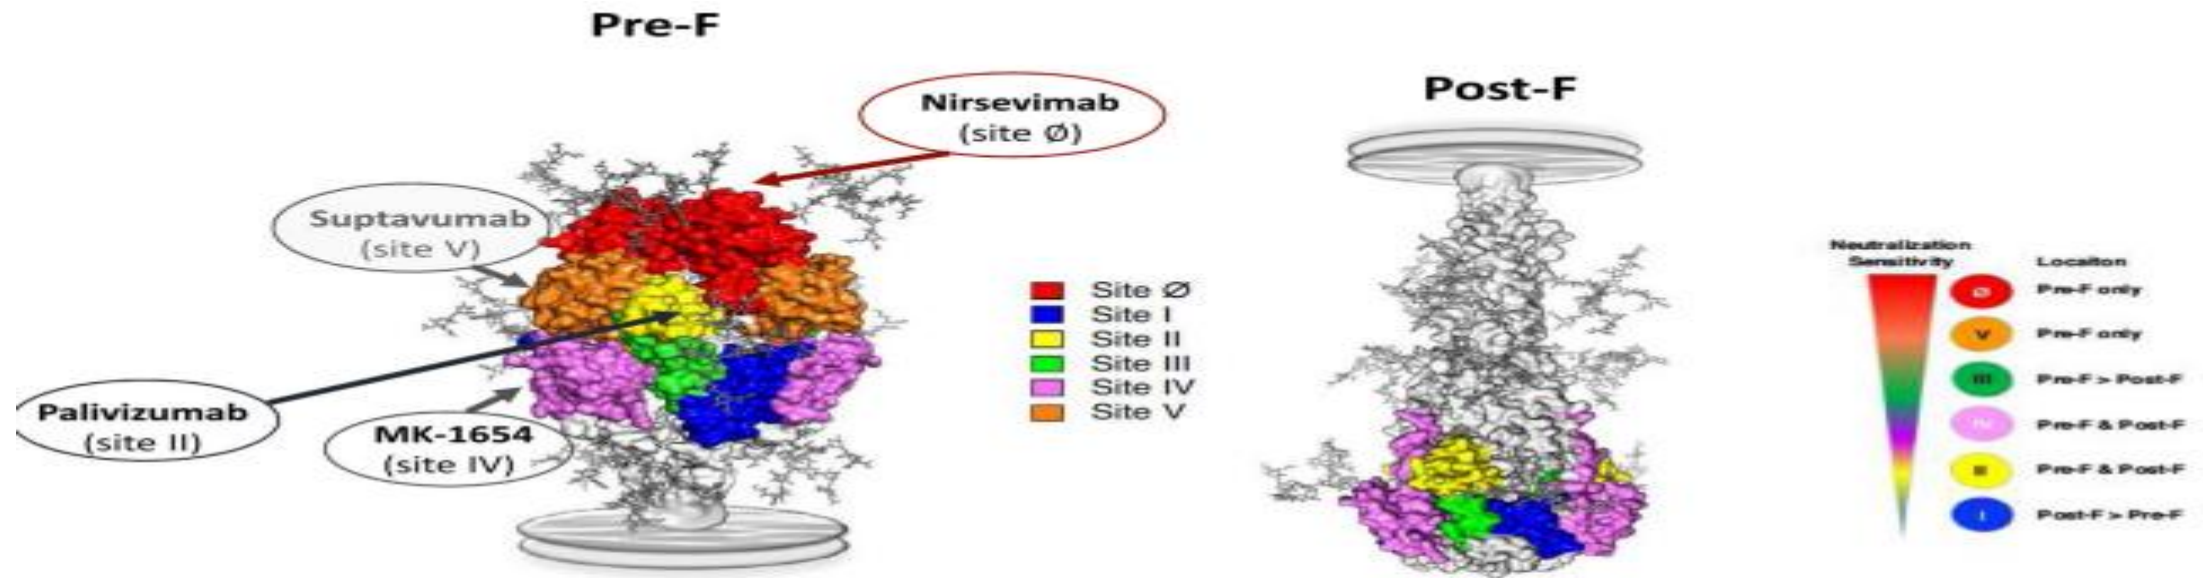 Pre-F
Nirsevimab
(site Ø)
Suptavumab
(site V)
Palivizumab
(site II)
MK-1654
(site IV)
Site Ø
Site I
Site II
Site III
Site IV
Site V
Post-F
Neutralization
Sensitivity
Locaiton
Ø Pre-F only
V Pre-F only
III Pre-F > Post-F
IV Pre-F & Post-F
II Pre-F & Post-F
I Post-F > Pre-F